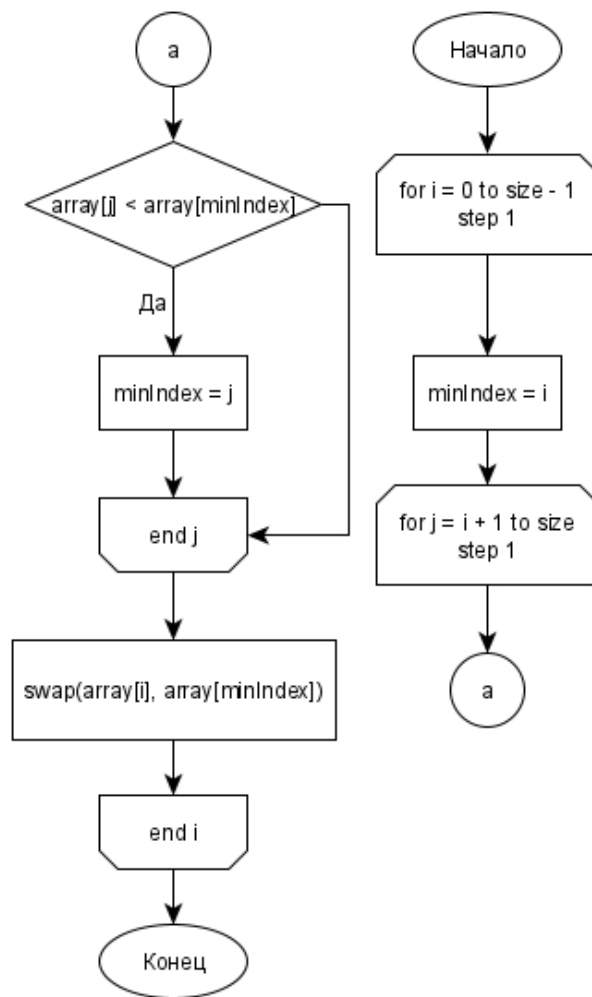 a
array[j] < array[minIndex]
Да
minIndex = j
end j
swap(array[i], array[minIndex])
end i
Конец
Начало
for i = 0 to size - 1
step 1
minIndex = i
for j = i + 1 to size
step 1
a